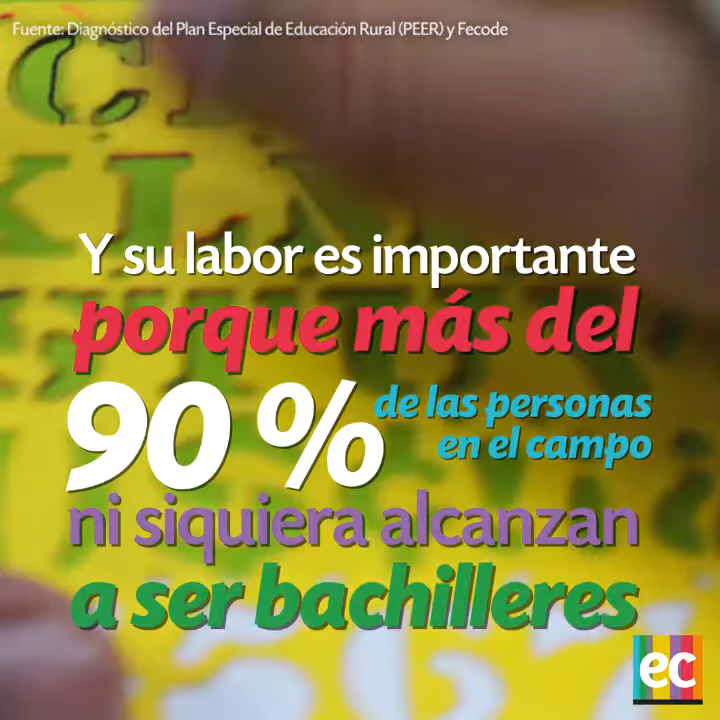 Fuente: Diagnóstico del Plan Especial de Educación Rural (PEER) y Fecode
Y su labor es importante
porque más del
90 % de las personas
en el campo
ni siquiera alcanzan
a ser bachilleres
ec